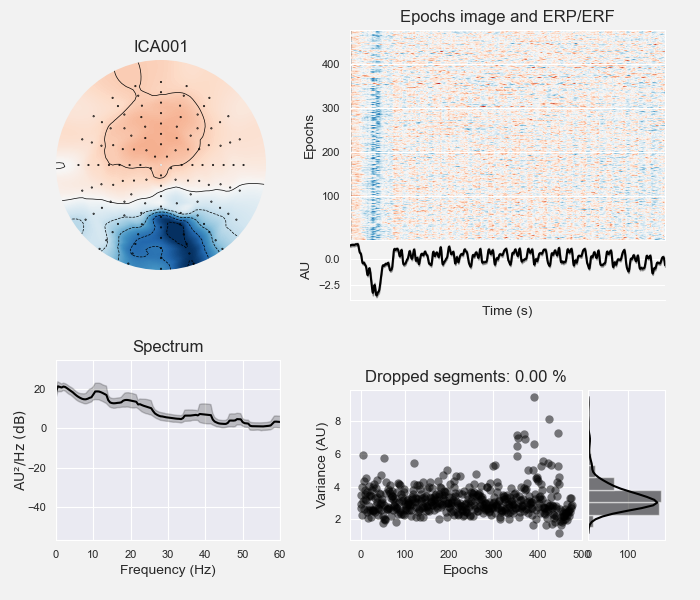 ICA001
Epochs image and ERP/ERF
Epochs
400
300
200
100
AU
0.0
−2.5
Time (s)
Spectrum
AU²/Hz (dB)
20
0
−20
−40
0 10 20 30 40 50 60
Frequency (Hz)
Dropped segments: 0.00 %
Variance (AU)
8
6
4
2
0 100 200 300 400 500
Epochs
0 100